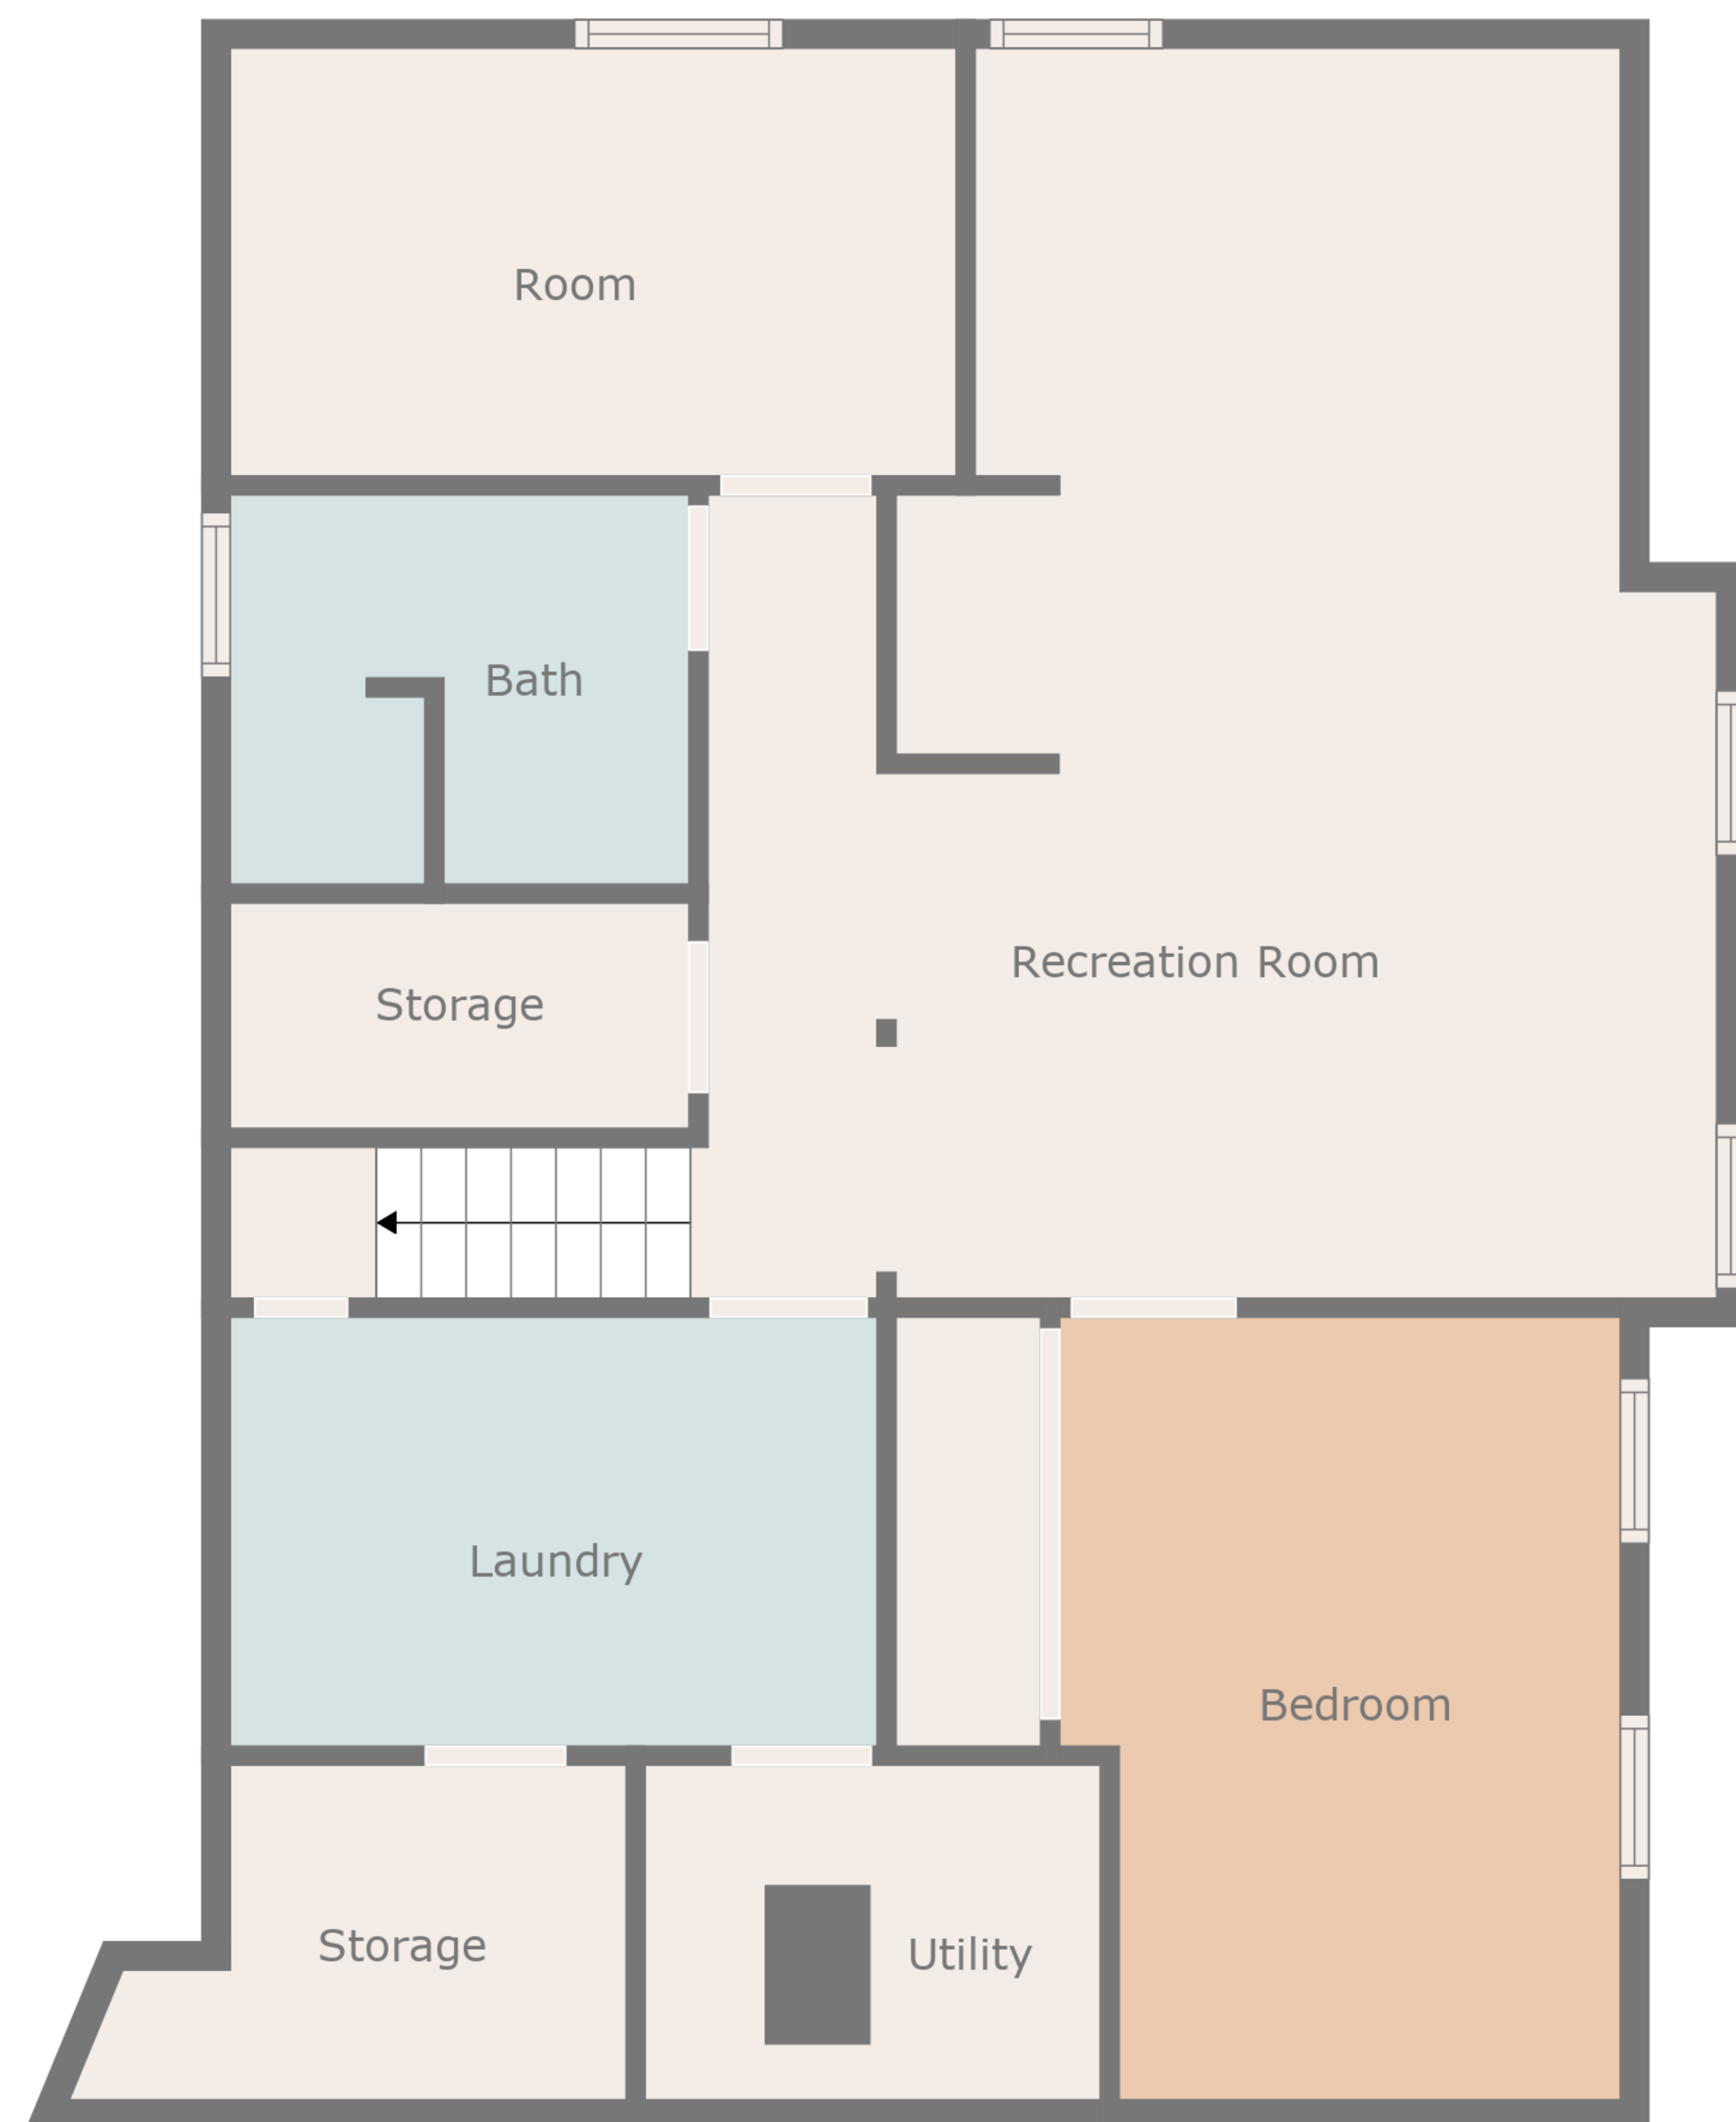 Room
Bath
Recreation Room
Storage
Laundry
Bedroom
Storage
Utility